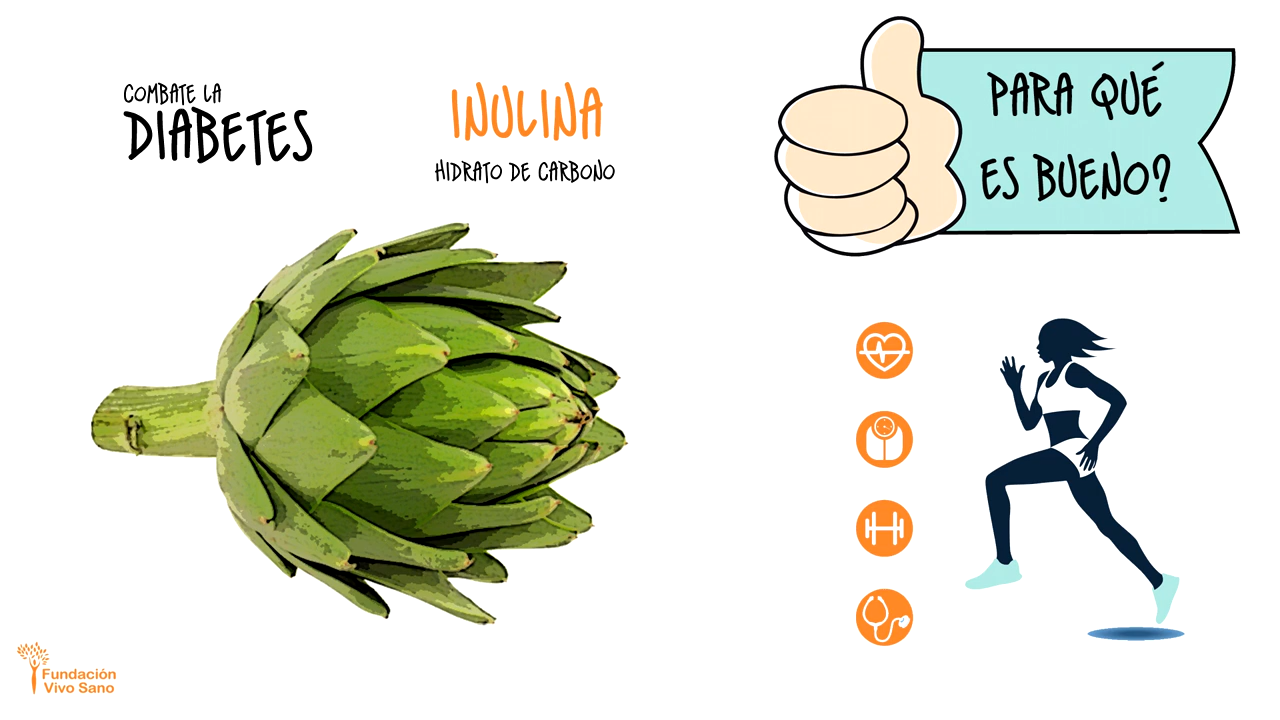 COMBATE LA
DIABETES
INULINA
HIDRATO DE CARBONO
PARA QUÉ
ES BUENO?
Fundación
Vivo Sano